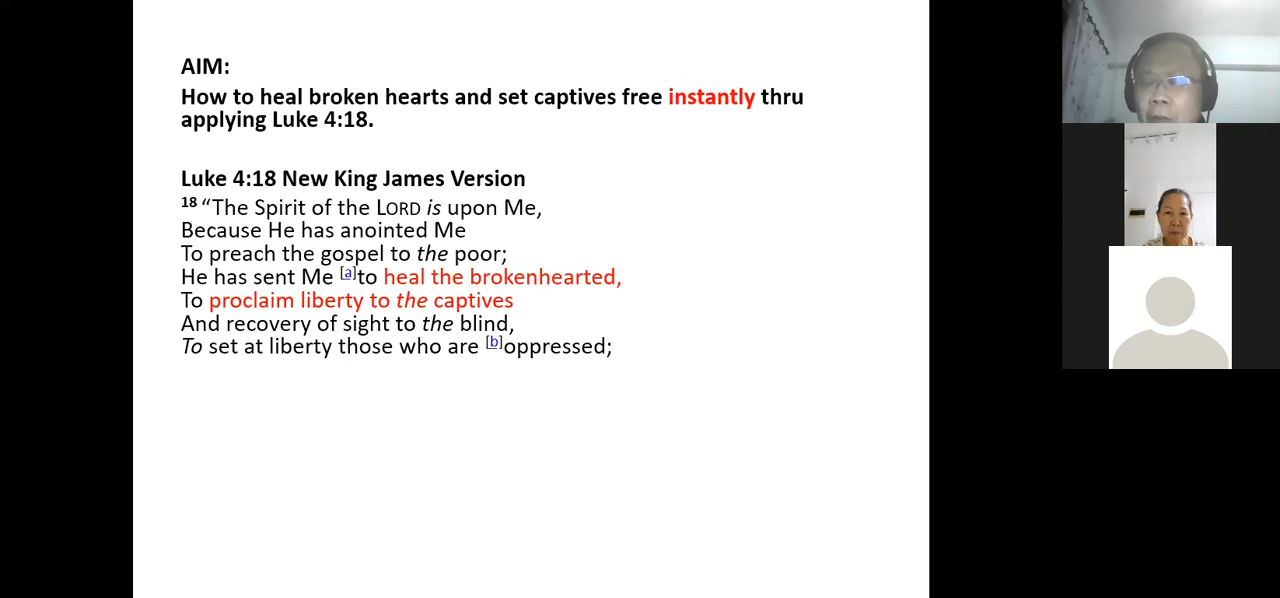 AIM:
How to heal broken hearts and set captives free instantly thru
applying Luke 4:18.
Luke 4:18 New King James Version
18 “The Spirit of the LORD is upon Me,
Because He has anointed Me
To preach the gospel to the poor;
He has sent Me [a]to heal the brokenhearted,
To proclaim liberty to the captives
And recovery of sight to the blind,
To set at liberty those who are [b]oppressed;